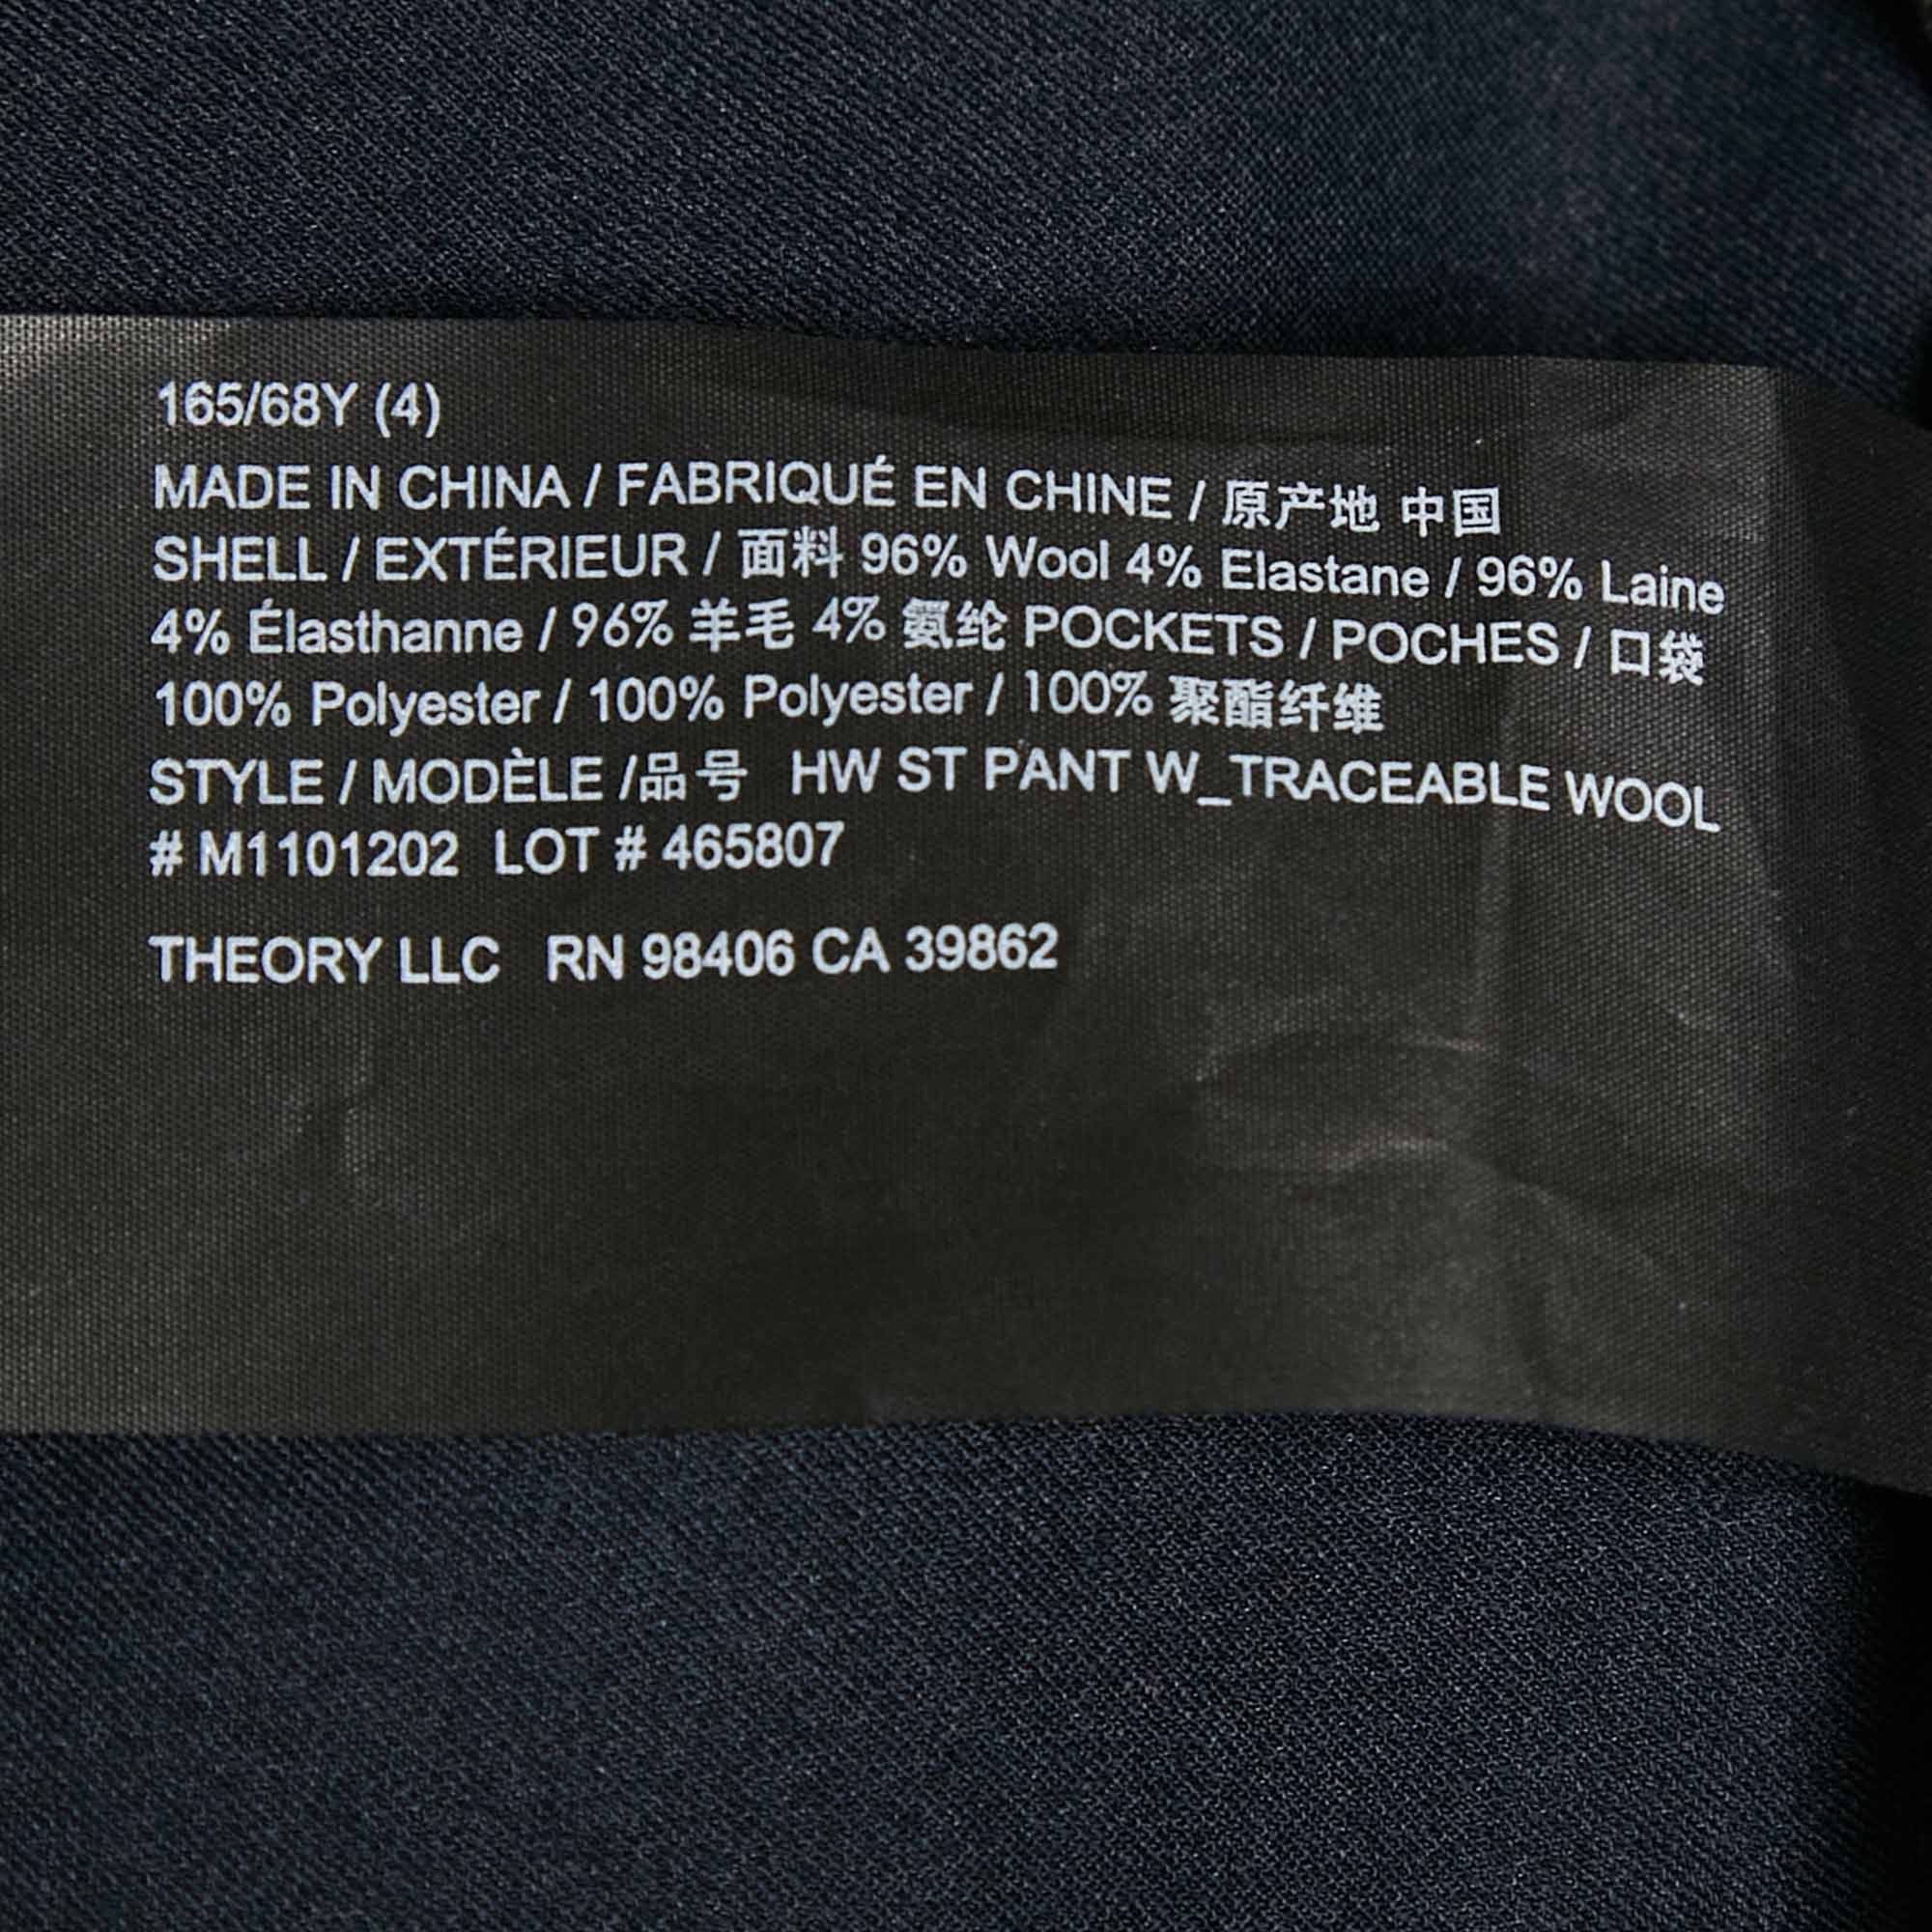 165/68Y (4)
MADE IN CHINA / FABRIQUÉ EN CHINE / 原产地 中国
SHELL / EXTÉRIEUR / 面料 96% Wool 4% Elastane / 96% Laine
4% Élasthanne / 96% 羊毛 4% 氨纶 POCKETS / POCHES / 口袋
100% Polyester / 100% Polyester / 100% 聚酯纤维
STYLE / MODÈLE /品号 HW ST PANT W_TRACEABLE WOOL
# M1101202 LOT # 465807
THEORY LLC RN 98406 CA 39862